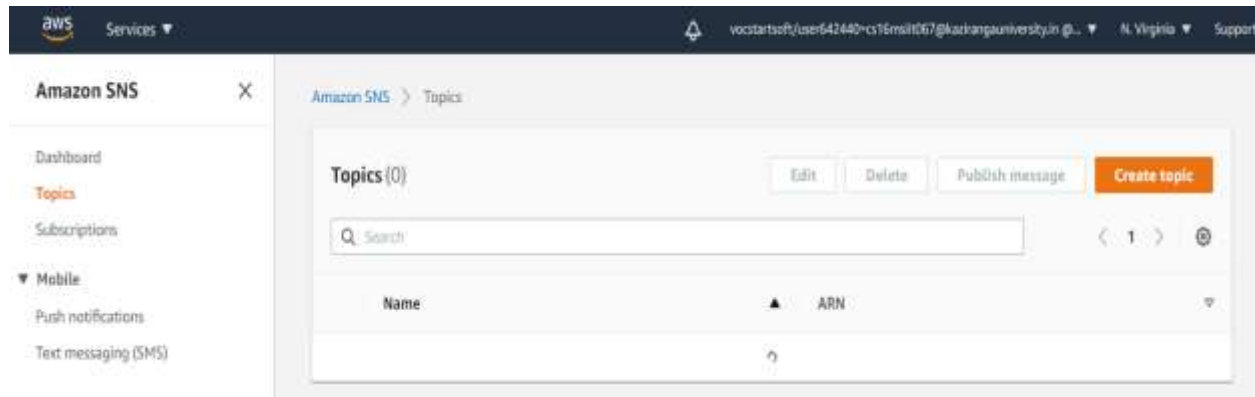 aws Services ▼ vocstartsoft/user642440=cs16msiit067@kazirangauniversity.in @... ▼ N. Virginia ▼ Support
Amazon SNS
Amazon SNS > Topics
Dashboard
Topics
Subscriptions
▼ Mobile
Push notifications
Text messaging (SMS)
Topics (0) Edit Delete Publish message Create topic
Search < 1 >
Name ▲ ARN